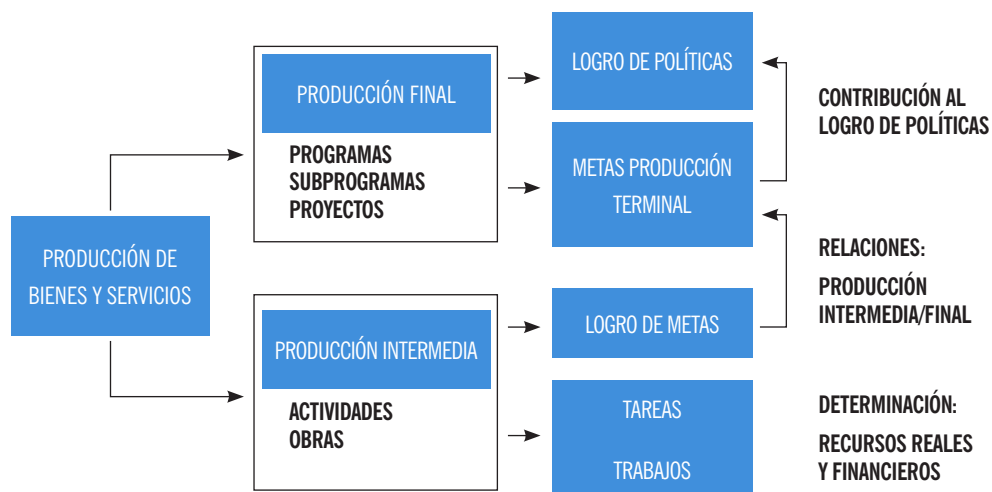 PRODUCCIÓN DE
BIENES Y SERVICIOS
PRODUCCIÓN FINAL
PROGRAMAS
SUBPROGRAMAS
PROYECTOS
PRODUCCIÓN INTERMEDIA
ACTIVIDADES
OBRAS
LOGRO DE POLÍTICAS
METAS PRODUCCIÓN
TERMINAL
LOGRO DE METAS
TAREAS
TRABAJOS
CONTRIBUCIÓN AL
LOGRO DE POLÍTICAS
RELACIONES:
PRODUCCIÓN
INTERMEDIA/FINAL
DETERMINACIÓN:
RECURSOS REALES
Y FINANCIEROS